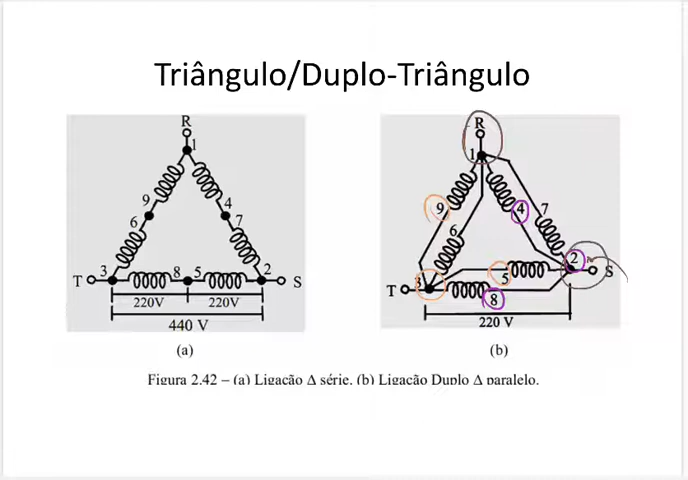 Triângulo/Duplo-Triângulo
R
1
9
4
6
7
T 3 8 5 2 S
220V 220V
440 V
(a)
R
1
9 4 7
6
2 S
5
T 3
8
220 V
(b)
Figura 2.42 – (a) Ligação Δ série. (b) Ligação Duplo Δ paralelo.